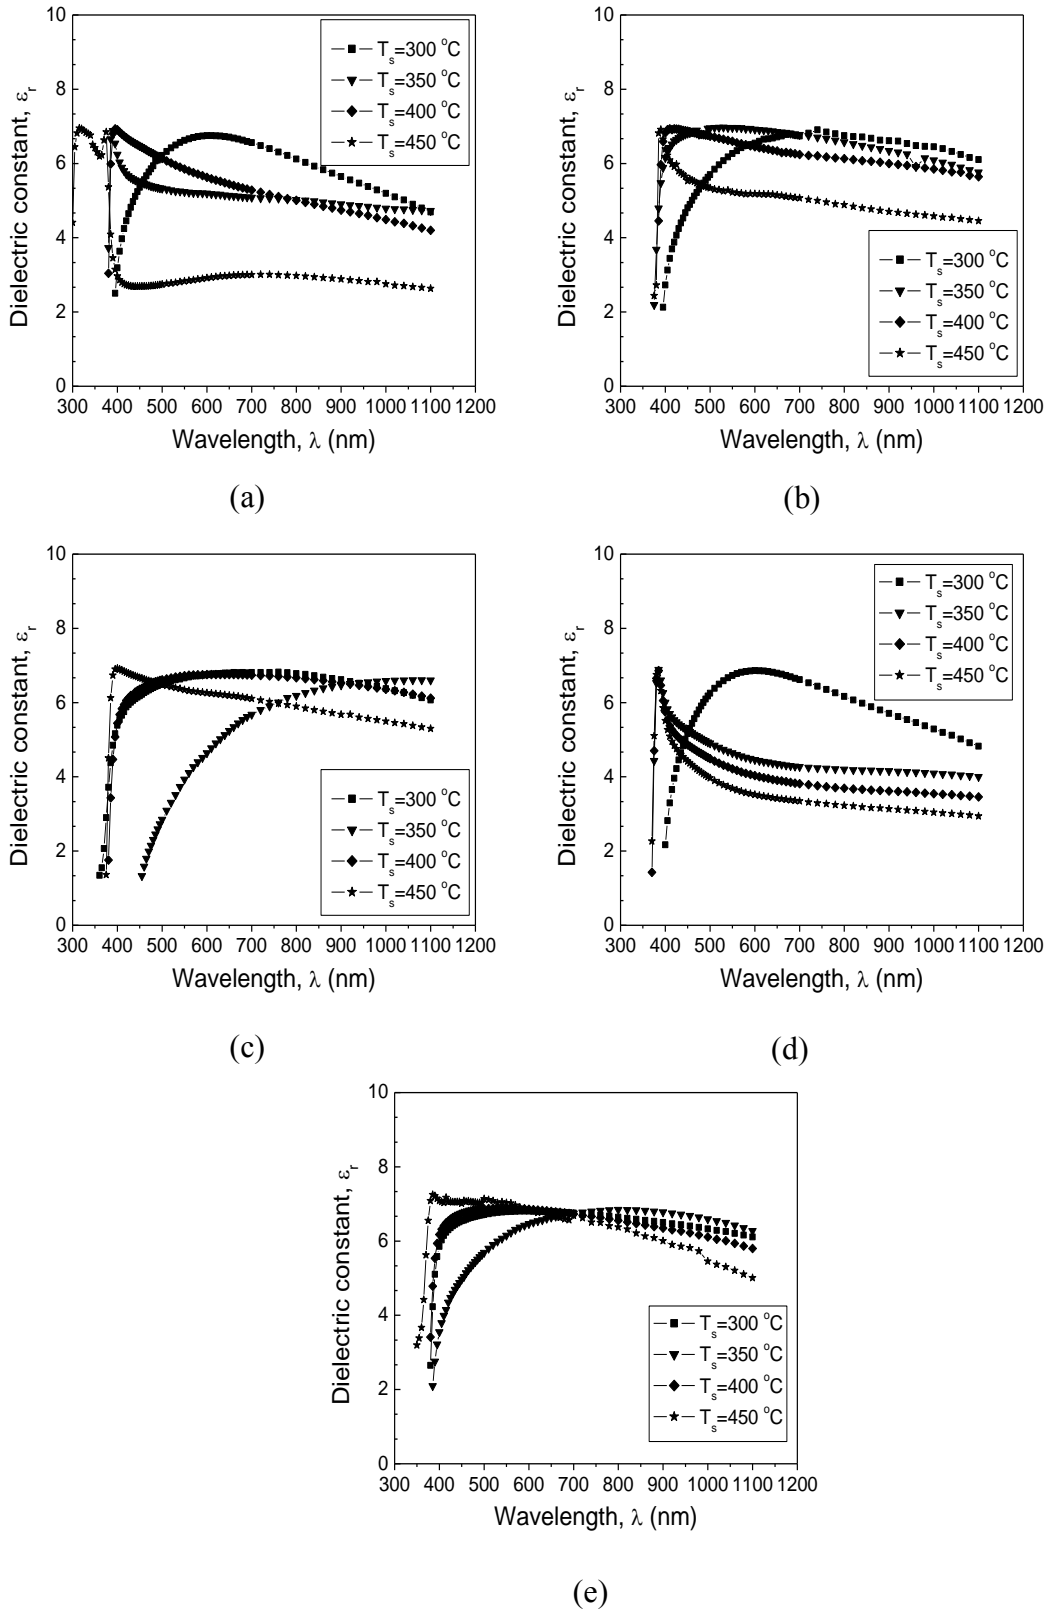 10
8
6
4
2
0
Dielectric constant, εr
Ts=300 °C
Ts=350 °C
Ts=400 °C
Ts=450 °C
300 400 500 600 700 800 900 1000 1100 1200
Wavelength, λ (nm)
(a)
10
8
6
4
2
0
Dielectric constant, εr
Ts=300 °C
Ts=350 °C
Ts=400 °C
Ts=450 °C
300 400 500 600 700 800 900 1000 1100 1200
Wavelength, λ (nm)
(b)
10
8
6
4
2
0
Dielectric constant, εr
Ts=300 °C
Ts=350 °C
Ts=400 °C
Ts=450 °C
300 400 500 600 700 800 900 1000 1100 1200
Wavelength, λ (nm)
(c)
10
8
6
4
2
0
Dielectric constant, εr
Ts=300 °C
Ts=350 °C
Ts=400 °C
Ts=450 °C
300 400 500 600 700 800 900 1000 1100 1200
Wavelength, λ (nm)
(d)
10
8
6
4
2
0
Dielectric constant, εr
Ts=300 °C
Ts=350 °C
Ts=400 °C
Ts=450 °C
300 400 500 600 700 800 900 1000 1100 1200
Wavelength, λ (nm)
(e)